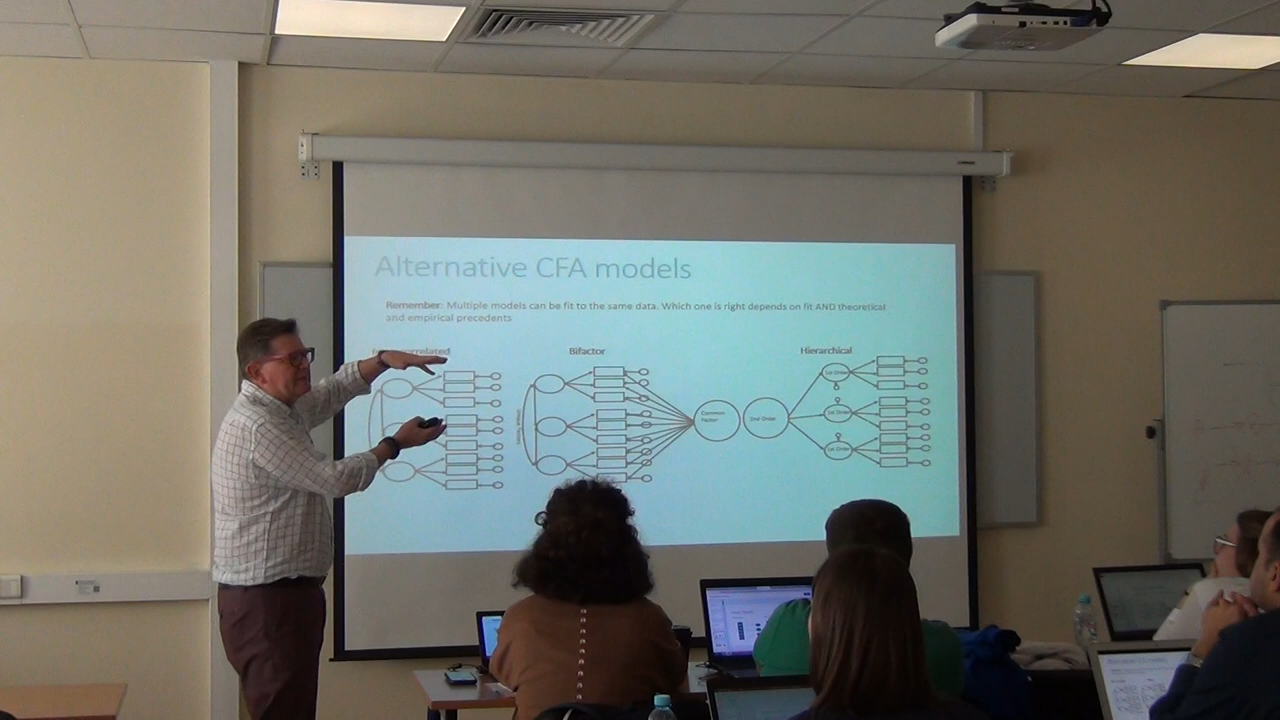 Alternative CFA models
Remember: Multiple models can be fit to the same data. Which one is right depends on fit AND theoretical
and empirical precedents
Bifactor
Hierarchical
Common
Factor
2nd Order
1st Order
1st Order
1st Order